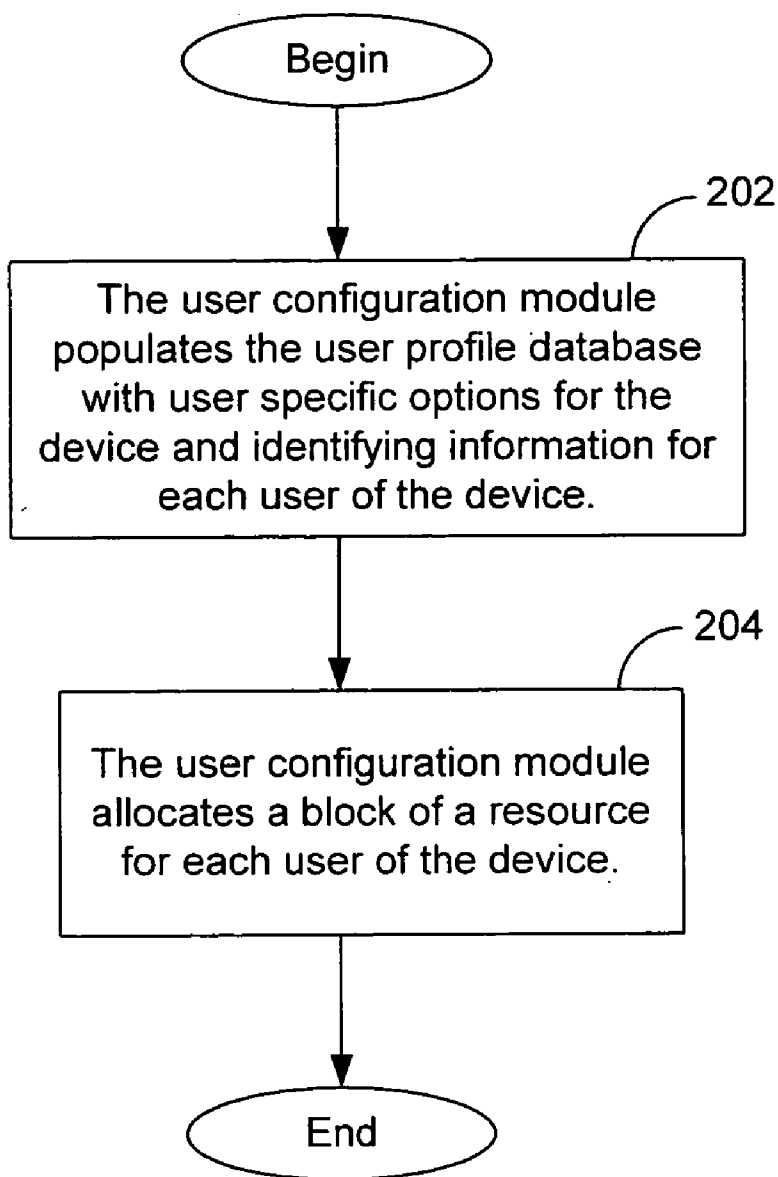 Begin
202
The user configuration module
populates the user profile database
with user specific options for the
device and identifying information for
each user of the device.
204
The user configuration module
allocates a block of a resource
for each user of the device.
End